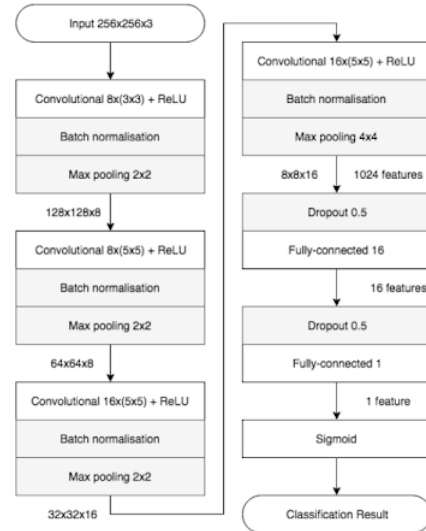 Input 256x256x3
Convolutional 8x(3x3) + ReLU
Batch normalisation
Max pooling 2x2
128x128x8
Convolutional 8x(5x5) + ReLU
Batch normalisation
Max pooling 2x2
64x64x8
Convolutional 16x(5x5) + ReLU
Batch normalisation
Max pooling 2x2
32x32x16
Convolutional 16x(5x5) + ReLU
Batch normalisation
Max pooling 4x4
8x8x16 1024 features
Dropout 0.5
Fully-connected 16
16 features
Dropout 0.5
Fully-connected 1
1 feature
Sigmoid
Classification Result